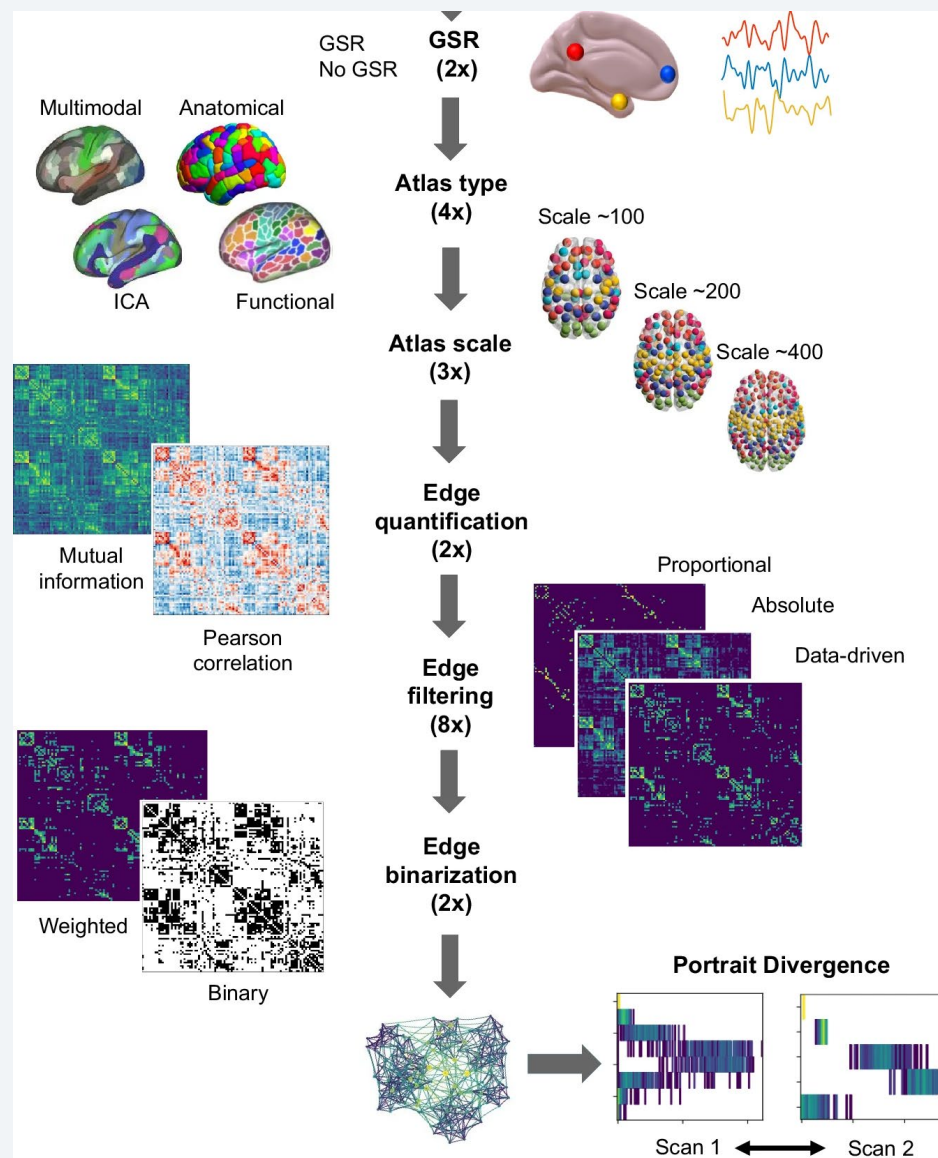 GSR
No GSR
GSR
(2x)
Multimodal
Anatomical
ICA
Functional
Atlas type
(4x)
Scale ~100
Scale ~200
Scale ~400
Atlas scale
(3x)
Mutual
information
Pearson
correlation
Edge
quantification
(2x)
Proportional
Absolute
Data-driven
Edge
filtering
(8x)
Weighted
Binary
Edge
binarization
(2x)
Portrait Divergence
Scan 1
Scan 2